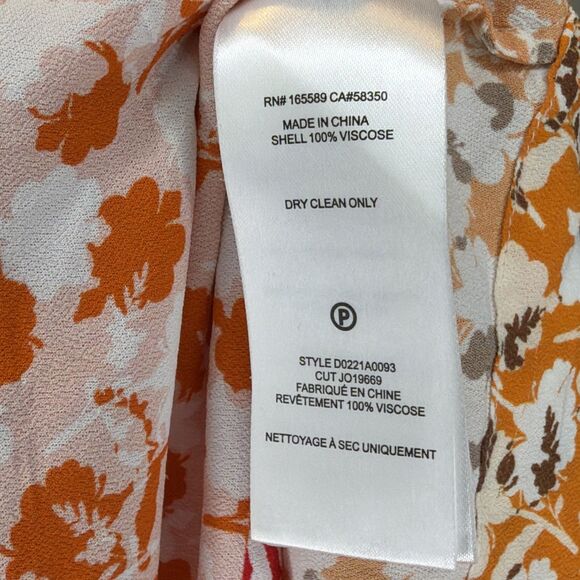 RN# 165589 CA#58350
MADE IN CHINA
SHELL 100% VISCOSE
DRY CLEAN ONLY
P
STYLE D0221A0093
CUT JO19669
FABRIQUÉ EN CHINE
REVÊTEMENT 100% VISCOSE
NETTOYAGE À SEC UNIQUEMENT